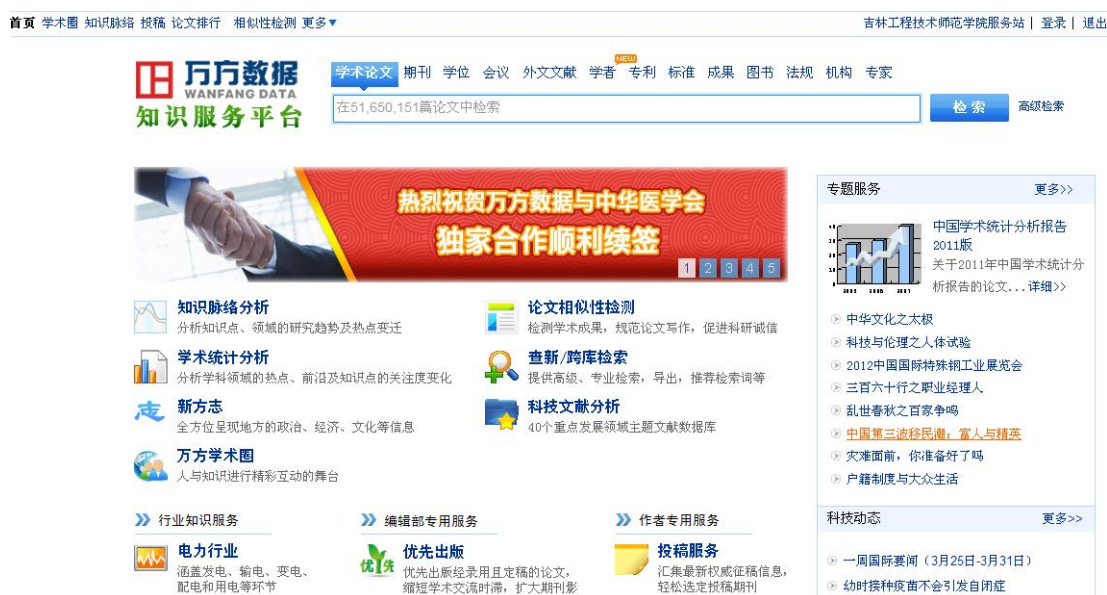 首页 学术圈 知识脉络 投稿 论文排行 相似性检测 更多▼
吉林工程技术师范学院服务站 | 登录 | 退出
万方数据
WANFANG DATA
知识服务平台
NEW
学术论文 期刊 学位 会议 外文文献 学者 专利 标准 成果 图书 法规 机构 专家
在51,650,151篇论文中检索
检索
高级检索
热烈祝贺万方数据与中华医学会
独家合作顺利续签
1 2 3 4 5
知识脉络分析
分析知识点、领域的研究趋势及热点变迁
论文相似性检测
检测学术成果，规范论文写作，促进科研诚信
学术统计分析
分析学科领域的热点、前沿及知识点的关注度变化
查新/跨库检索
提供高级、专业检索，导出，推荐检索词等
志
新方志
全方位呈现地方的政治、经济、文化等信息
科技文献分析
40个重点发展领域主题文献数据库
万方学术圈
人与知识进行精彩互动的舞台
行业知识服务
电力行业
涵盖发电、输电、变电、
配电和用电等环节
编辑部专用服务
优先
优先出版
优先出版经录用且定稿的论文，
缩短学术交流时滞，扩大期刊影
作者专用服务
投稿服务
汇集最新权威征稿信息，
轻松选定投稿期刊
专题服务
更多>>
中国学术统计分析报告
2011版
关于2011年中国学术统计分
析报告的论文...详细>>
中华文化之太极
科技与伦理之人体试验
2012中国国际特殊钢工业展览会
三百六十行之职业经理人
乱世春秋之百家争鸣
中国第三波移民潮：富人与精英
灾难面前，你准备好了吗
户籍制度与大众生活
科技动态
更多>>
一周国际要闻（3月25日-3月31日）
幼时接种疫苗不会引发自闭症